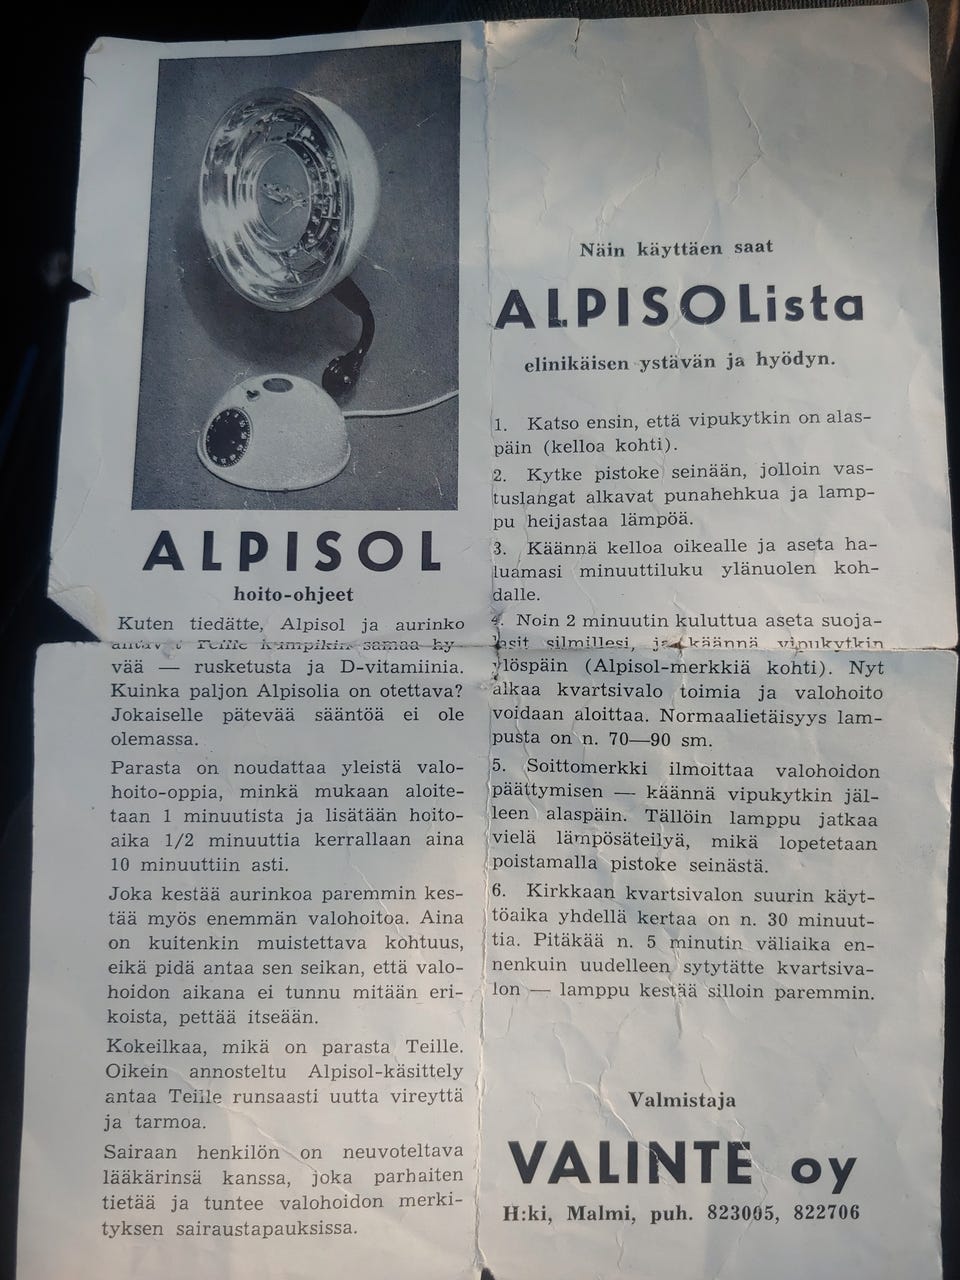 ALPISOL
hoito-ohjeet
Kuten tiedätte, Alpisol ja aurinko
antavat Teille kumpikin samaa hy-
vää — rusketusta ja D-vitamiinia.
Kuinka paljon Alpisolia on otettava?
Jokaiselle pätevää sääntöä ei ole
olemassa.
Parasta on noudattaa yleistä valo-
hoito-oppia, minkä mukaan aloite-
taan 1 minuutista ja lisätään hoito-
aika 1/2 minuuttia kerrallaan aina
10 minuuttiin asti.
Joka kestää aurinkoa paremmin kes-
tää myös enemmän valohoitoa. Aina
on kuitenkin muistettava kohtuus,
eikä pidä antaa sen seikan, että valo-
hoidon aikana ei tunnu mitään eri-
koista, pettää itseään.
Kokeilkaa, mikä on parasta Teille.
Oikein annosteltu Alpisol-käsittely
antaa Teille runsaasti uutta vireyttä
ja tarmoa.
Sairaan henkilön on neuvoteltava
lääkärinsä kanssa, joka parhaiten
tietää ja tuntee valohoidon merki-
tyksen sairaustapauksissa.
Näin käyttäen saat
ALPISOLista
elinikäisen ystävän ja hyödyn.
1. Katso ensin, että vipukytkin on alas-
päin (kelloa kohti).
2. Kytke pistoke seinään, jolloin vas-
tuslangat alkavat punahehkua ja lamp-
pu heijastaa lämpöä.
3. Käännä kelloa oikealle ja aseta ha-
luamasi minuuttiluku ylänuolen koh-
dalle.
4. Noin 2 minuutin kuluttua aseta suoja-
lasit silmillesi, ja käännä vipukytkin
ylöspäin (Alpisol-merkkiä kohti). Nyt
alkaa kvartsivalo toimia ja valohoito
voidaan aloittaa. Normaalietäisyys lam-
pusta on n. 70—90 sm.
5. Soittomerkki ilmoittaa valohoidon
päättymisen — käännä vipukytkin jäl-
leen alaspäin. Tällöin lamppu jatkaa
vielä lämpösäteilyä, mikä lopetetaan
poistamalla pistoke seinästä.
6. Kirkkaan kvartsivalon suurin käyt-
töaika yhdellä kertaa on n. 30 minuut-
tia. Pitäkää n. 5 minutin väliaika en-
nenkuin uudelleen sytytätte kvartsiva-
lon — lamppu kestää silloin paremmin.
Valmistaja
VALINTE oy
H:ki, Malmi, puh. 823005, 822706